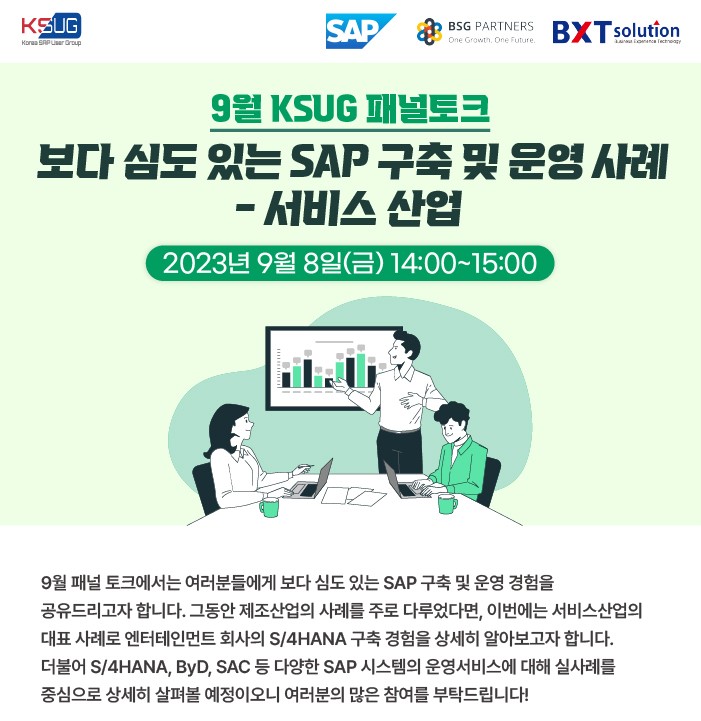 KSUG
Korea SAP User Group
SAP
BSG PARTNERS
One Growth. One Future.
BXTsolution
Business Experience Technology
9월 KSUG 패널토크
보다 심도 있는 SAP 구축 및 운영 사례
- 서비스 산업
2023년 9월 8일(금) 14:00~15:00
9월 패널 토크에서는 여러분들에게 보다 심도 있는 SAP 구축 및 운영 경험을
공유드리고자 합니다. 그동안 제조산업의 사례를 주로 다루었다면, 이번에는 서비스산업의
대표 사례로 엔터테인먼트 회사의 S/4HANA 구축 경험을 상세히 알아보고자 합니다.
더불어 S/4HANA, ByD, SAC 등 다양한 SAP 시스템의 운영서비스에 대해 실사례를
중심으로 상세히 살펴볼 예정이오니 여러분의 많은 참여를 부탁드립니다!